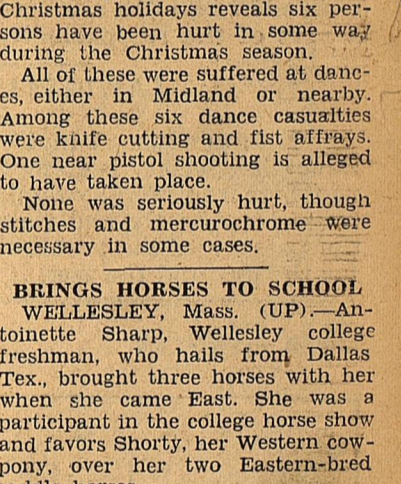 Christmas holidays reveals six per-
sons have been hurt in some way
during the Christmas season.
All of these were suffered at danc-
es, either in Midland or nearby.
Among these six dance casualties
were knife cutting and fist affrays.
One near pistol shooting is alleged
to have taken place.
None was seriously hurt, though
stitches and mercurochrome were
necessary in some cases.
BRINGS HORSES TO SCHOOL
WELLESLEY, Mass. (UP).—An-
toinette Sharp, Wellesley college
freshman, who hails from Dallas
Tex., brought three horses with her
when she came East. She was a
participant in the college horse show
and favors Shorty, her Western cow-
pony, over her two Eastern-bred